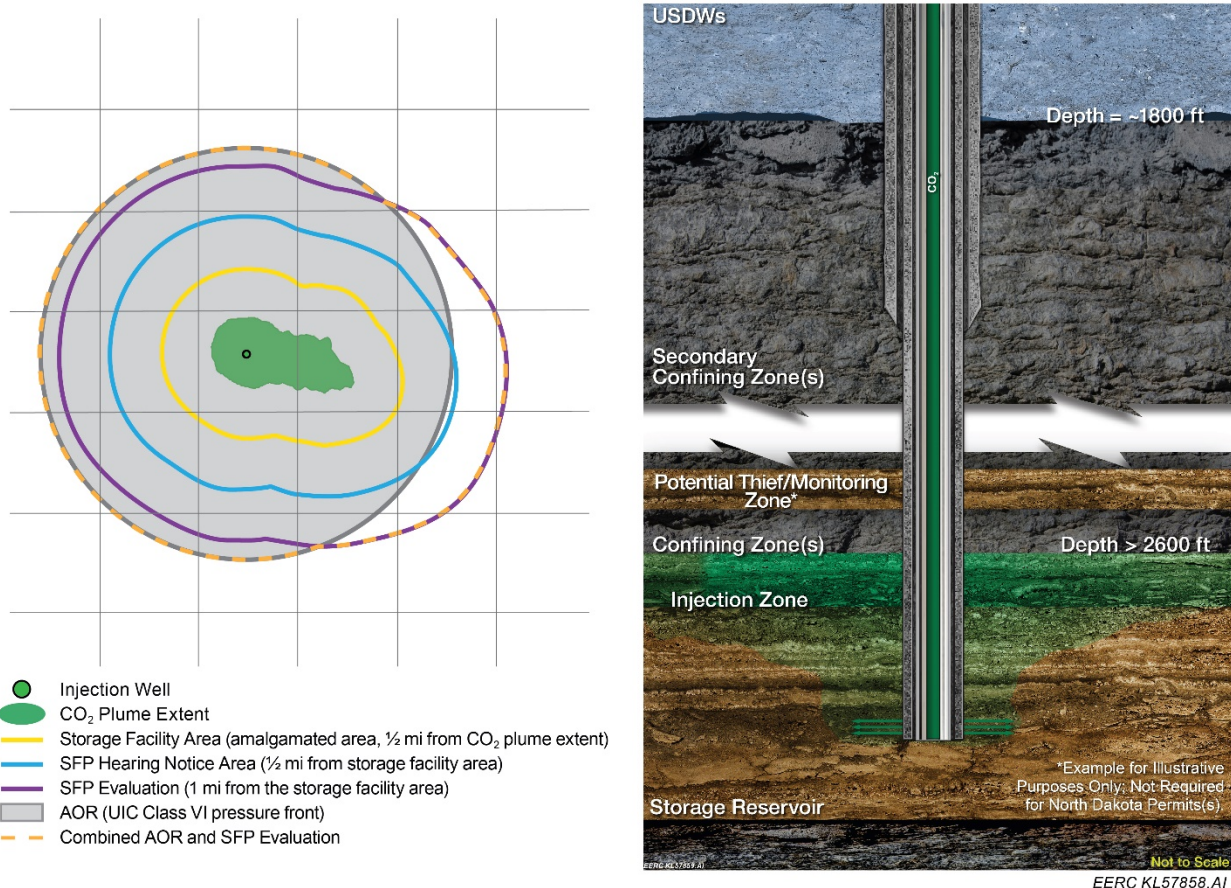 Injection Well
CO₂ Plume Extent
Storage Facility Area (amalgamated area, ½ mi from CO₂ plume extent)
SFP Hearing Notice Area (½ mi from storage facility area)
SFP Evaluation (1 mi from the storage facility area)
AOR (UIC Class VI pressure front)
Combined AOR and SFP Evaluation
USDWs
Depth = ~1800 ft
CO₂
Secondary
Confining Zone(s)
Potential Thief/Monitoring
Zone*
Confining Zone(s)
Depth > 2600 ft
Injection Zone
*Example for Illustrative
Purposes Only; Not Required
for North Dakota Permit(s).
Storage Reservoir
EERC KL57859.AI
Not to Scale
EERC KL57858.AI